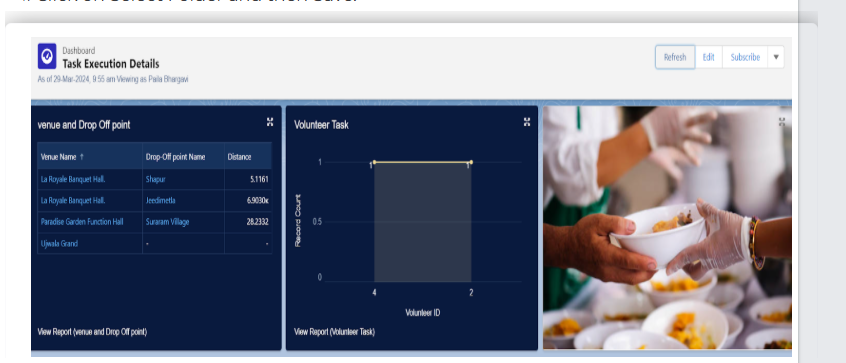 Dashboard
Task Execution Details
As of 29-Mar-2024, 9:55 am Viewing as Paila Bhargavi
Refresh Edit Subscribe
venue and Drop Off point
Venue Name ↑ Drop-Off point Name Distance
La Royale Banquet Hall. Shapur 5.1161
La Royale Banquet Hall. Jeedimetla 6.9030k
Paradise Garden Function Hall Suraram Village 28.2332
Ujwala Grand - -
View Report (venue and Drop Off point)
Volunteer Task
Record Count
1
1 1
0.5
0
4 2
Volunteer ID
View Report (Volunteer Task)